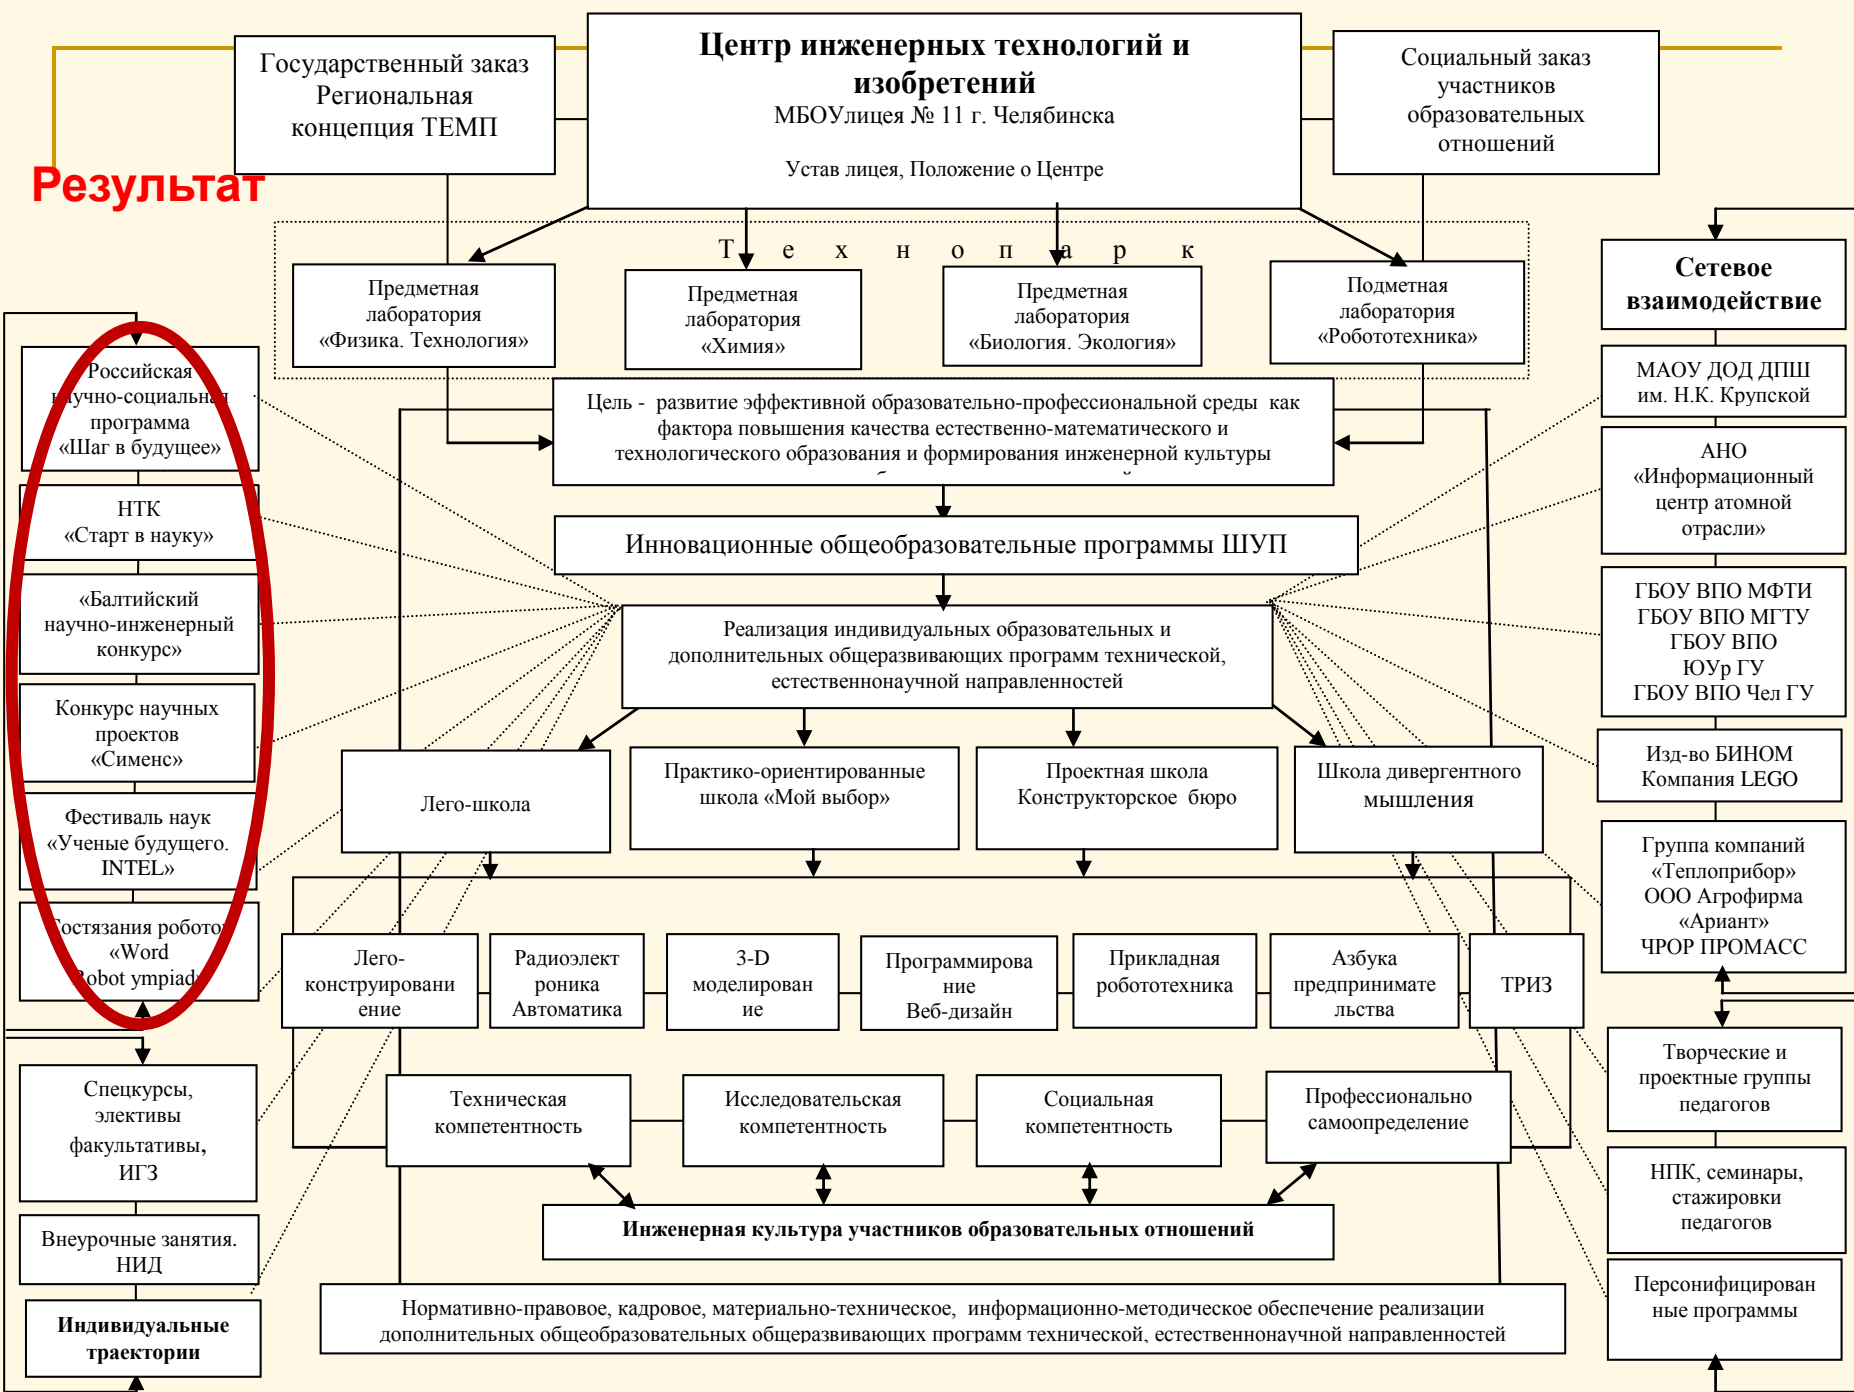 Государственный заказ
Региональная
концепция ТЕМП
Центр инженерных технологий и
изобретений
МБОУлицея № 11 г. Челябинска
Устав лицея, Положение о Центре
Социальный заказ
участников
образовательных
отношений
Результат
Т е х н о п а р к
Предметная
лаборатория
«Физика. Технология»
Предметная
лаборатория
«Химия»
Предметная
лаборатория
«Биология. Экология»
Подметная
лаборатория
«Робототехника»
Сетевое
взаимодействие
Российская
научно-социальная
программа
«Шаг в будущее»
НТК
«Старт в науку»
«Балтийский
научно-инженерный
конкурс»
Конкурс научных
проектов
«Сименс»
Фестиваль наук
«Ученые будущего.
INTEL»
Состязания роботов
«Word
Robot ympiad»
Спецкурсы,
элективы
факультативы,
ИГЗ
Внеурочные занятия.
НИД
Индивидуальные
траектории
Цель - развитие эффективной образовательно-профессиональной среды как
фактора повышения качества естественно-математического и
технологического образования и формирования инженерной культуры
Инновационные общеобразовательные программы ШУП
Реализация индивидуальных образовательных и
дополнительных общеразвивающих программ технической,
естественнонаучной направленностей
Лего-школа
Практико-ориентированные
школа «Мой выбор»
Проектная школа
Конструкторское бюро
Школа дивергентного
мышления
Лего-
конструировани
ение
Радиоэлект
роника
Автоматика
3-D
моделирован
ие
Программирова
ние
Веб-дизайн
Прикладная
робототехника
Азбука
предпринимате
льства
ТРИЗ
Техническая
компетентность
Исследовательская
компетентность
Социальная
компетентность
Профессионально
самоопределение
Инженерная культура участников образовательных отношений
Нормативно-правовое, кадровое, материально-техническое, информационно-методическое обеспечение реализации
дополнительных общеобразовательных общеразвивающих программ технической, естественнонаучной направленностей
МАОУ ДОД ДПШ
им. Н.К. Крупской
АНО
«Информационный
центр атомной
отрасли»
ГБОУ ВПО МФТИ
ГБОУ ВПО МГТУ
ГБОУ ВПО
ЮУр ГУ
ГБОУ ВПО Чел ГУ
Изд-во БИНОМ
Компания LEGO
Группа компаний
«Теплоприбор»
ООО Агрофирма
«Ариант»
ЧРОР ПРОМАСС
Творческие и
проектные группы
педагогов
НПК, семинары,
стажировки
педагогов
Персонифицирован
ные программы